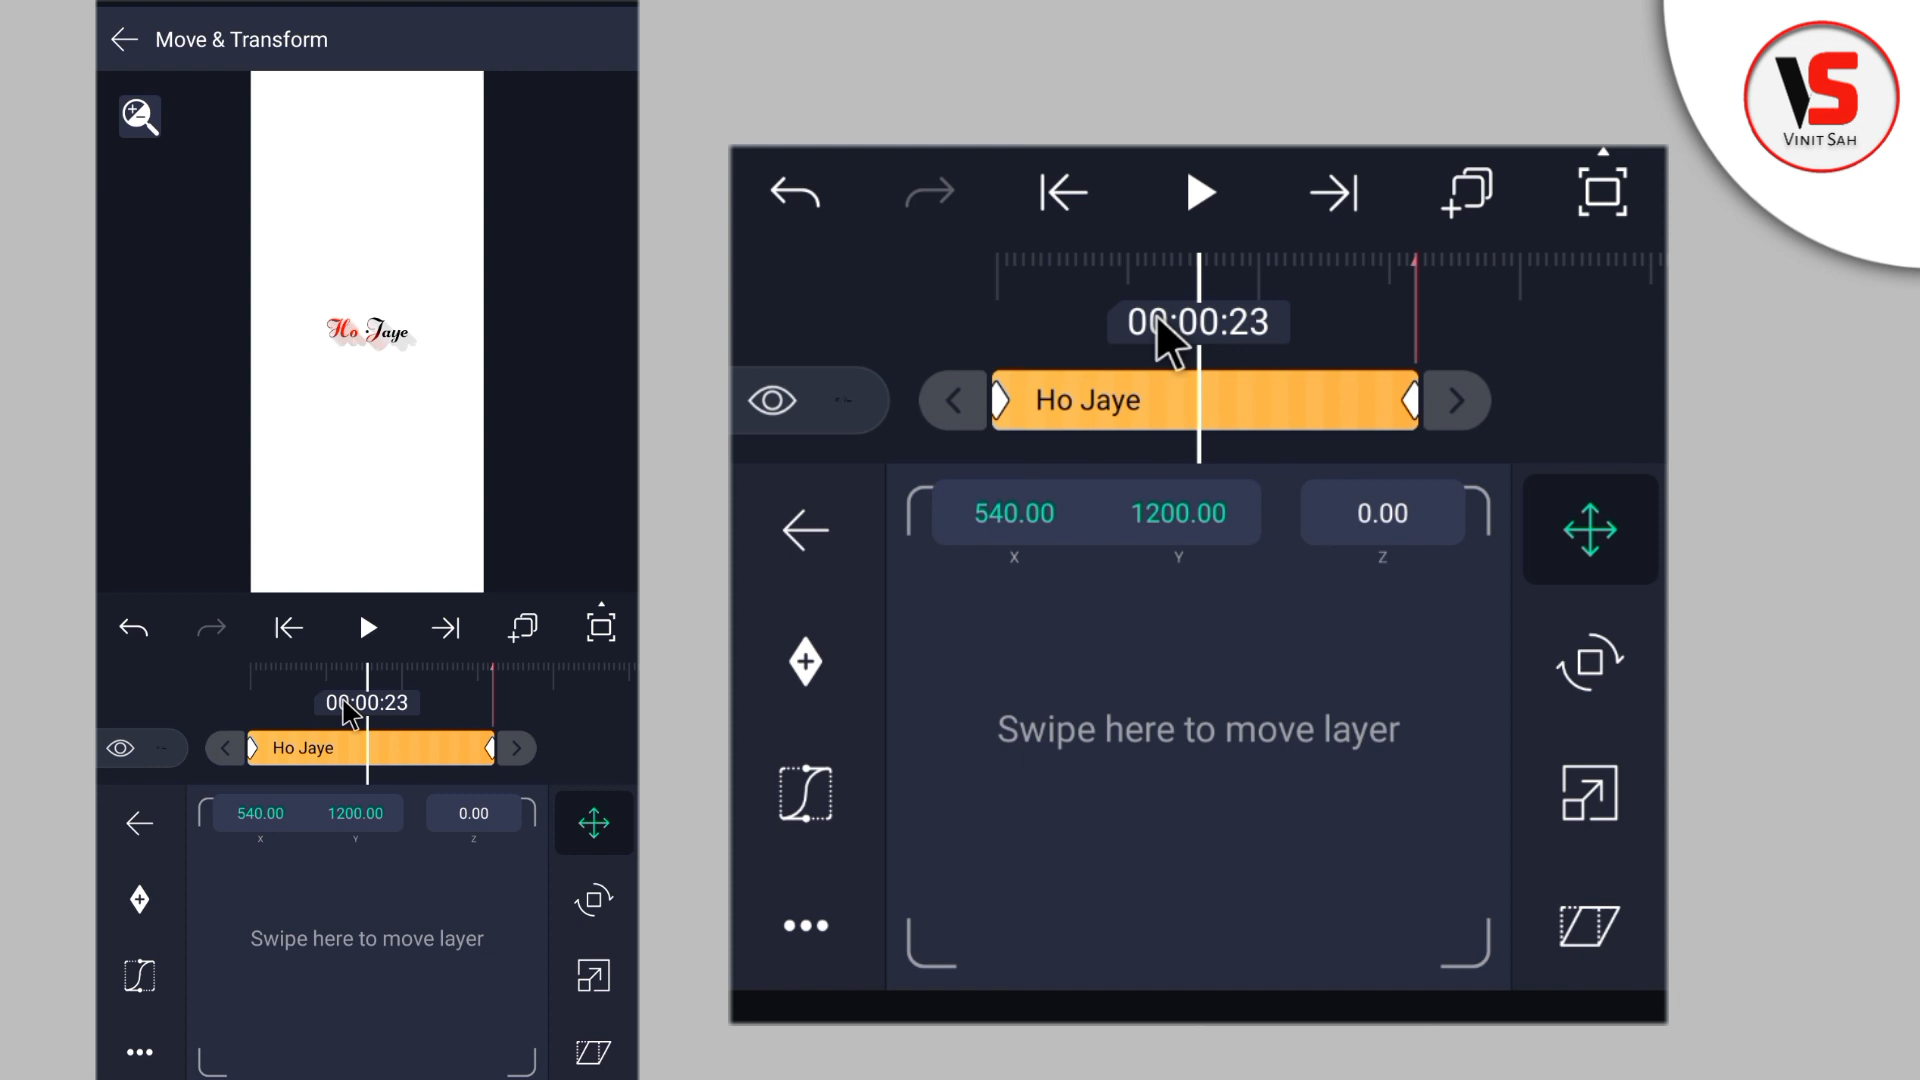 Move & Transform
Ho Jaye
00:00:23
Ho Jaye
540.00 1200.00 0.00
X Y Z
Swipe here to move layer
VS
VINIT SAH
00:00:23
Ho Jaye
540.00 1200.00 0.00
X Y Z
Swipe here to move layer